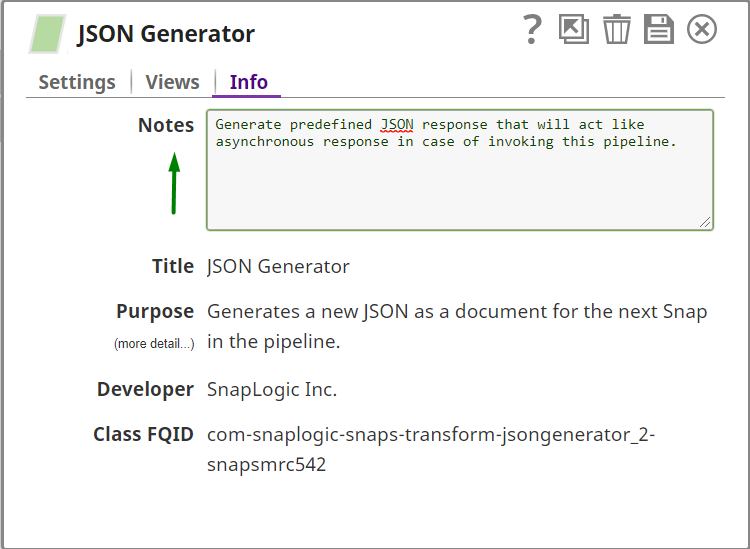 JSON Generator
?
Settings Views Info
Notes Generate predefined JSON response that will act like
asynchronous response in case of invoking this pipeline.
Title JSON Generator
Purpose Generates a new JSON as a document for the next Snap
(more detail...) in the pipeline.
Developer SnapLogic Inc.
Class FQID com-snaplogic-snaps-transform-jsongenerator_2-
snapsmrc542